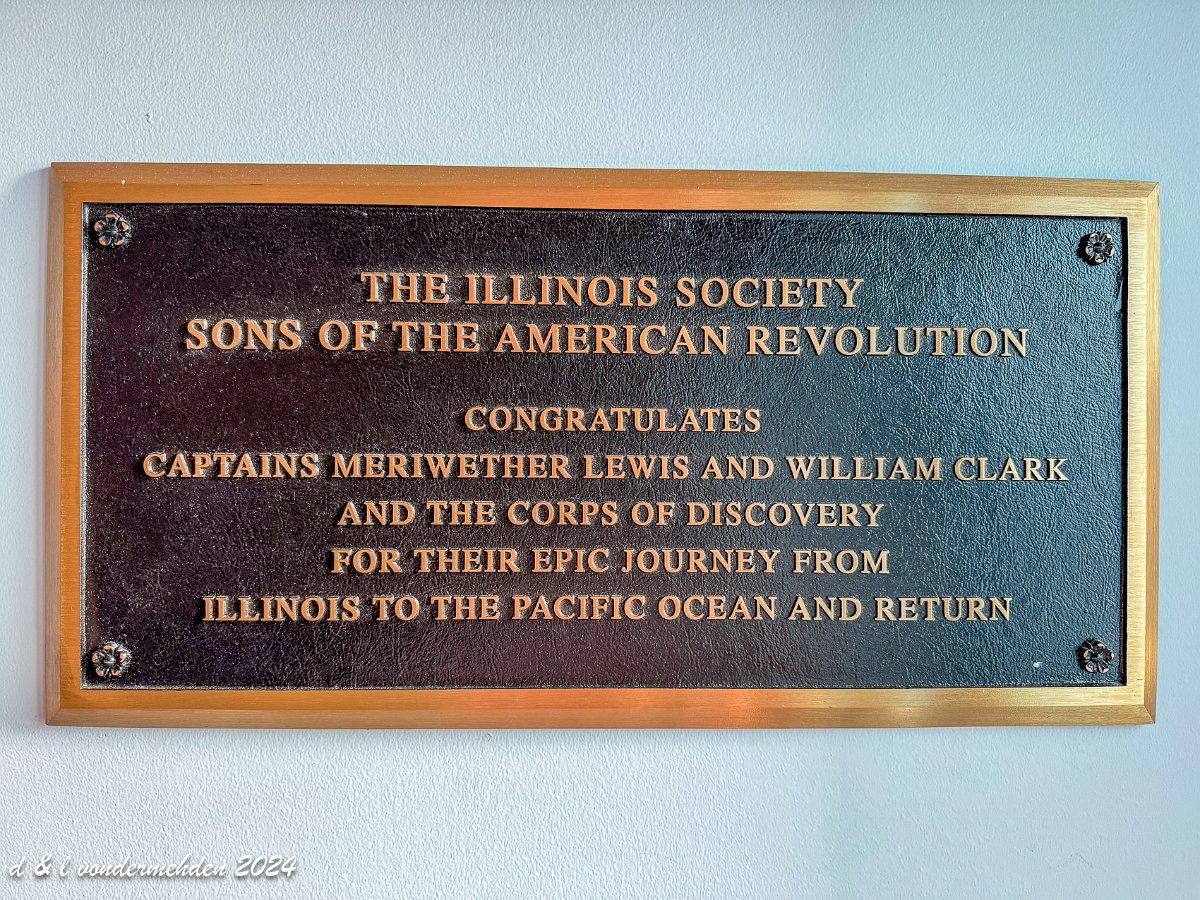 THE ILLINOIS SOCIETY
SONS OF THE AMERICAN REVOLUTION
CONGRATULATES
CAPTAINS MERIWETHER LEWIS AND WILLIAM CLARK
AND THE CORPS OF DISCOVERY
FOR THEIR EPIC JOURNEY FROM
ILLINOIS TO THE PACIFIC OCEAN AND RETURN
d & l vondermehden 2024